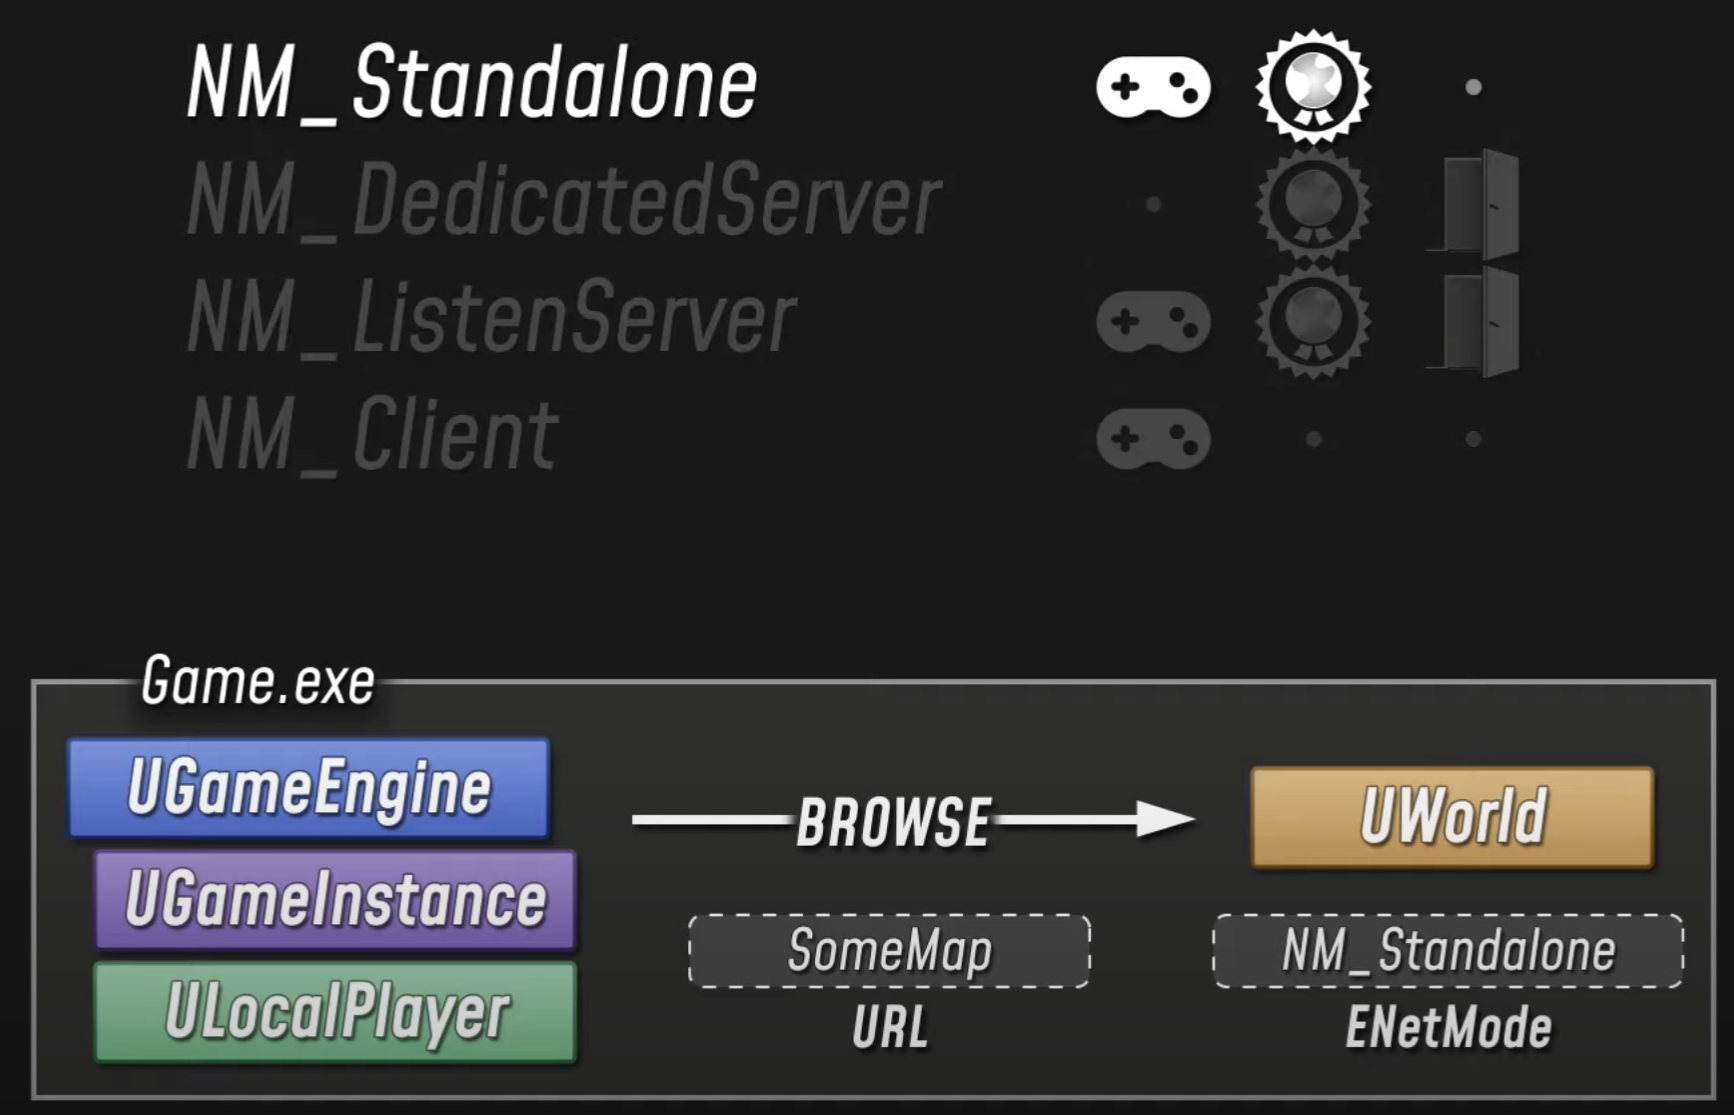 NM_Standalone
NM_DedicatedServer
NM_ListenServer
NM_Client
Game.exe
UGameEngine
UGameInstance
ULocalPlayer
BROWSE
SomeMap
URL
UWorld
NM_Standalone
ENetMode